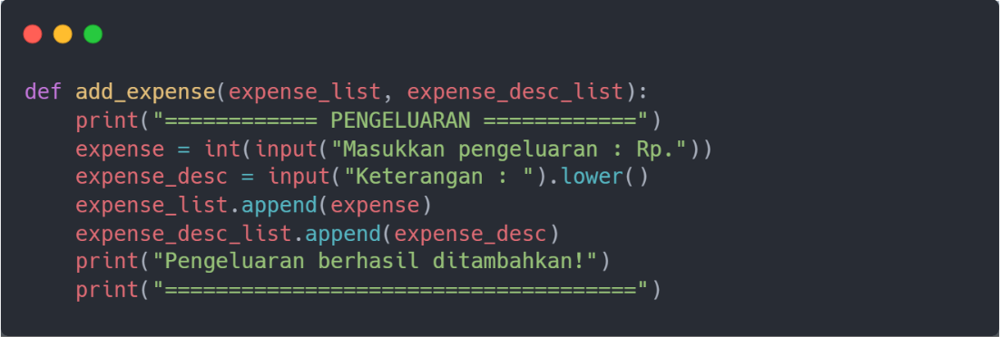 def add_expense(expense_list, expense_desc_list):
    print("============ PENGELUARAN ============")
    expense = int(input("Masukkan pengeluaran : Rp."))
    expense_desc = input("Keterangan : ").lower()
    expense_list.append(expense)
    expense_desc_list.append(expense_desc)
    print("Pengeluaran berhasil ditambahkan!")
    print("=====================================")